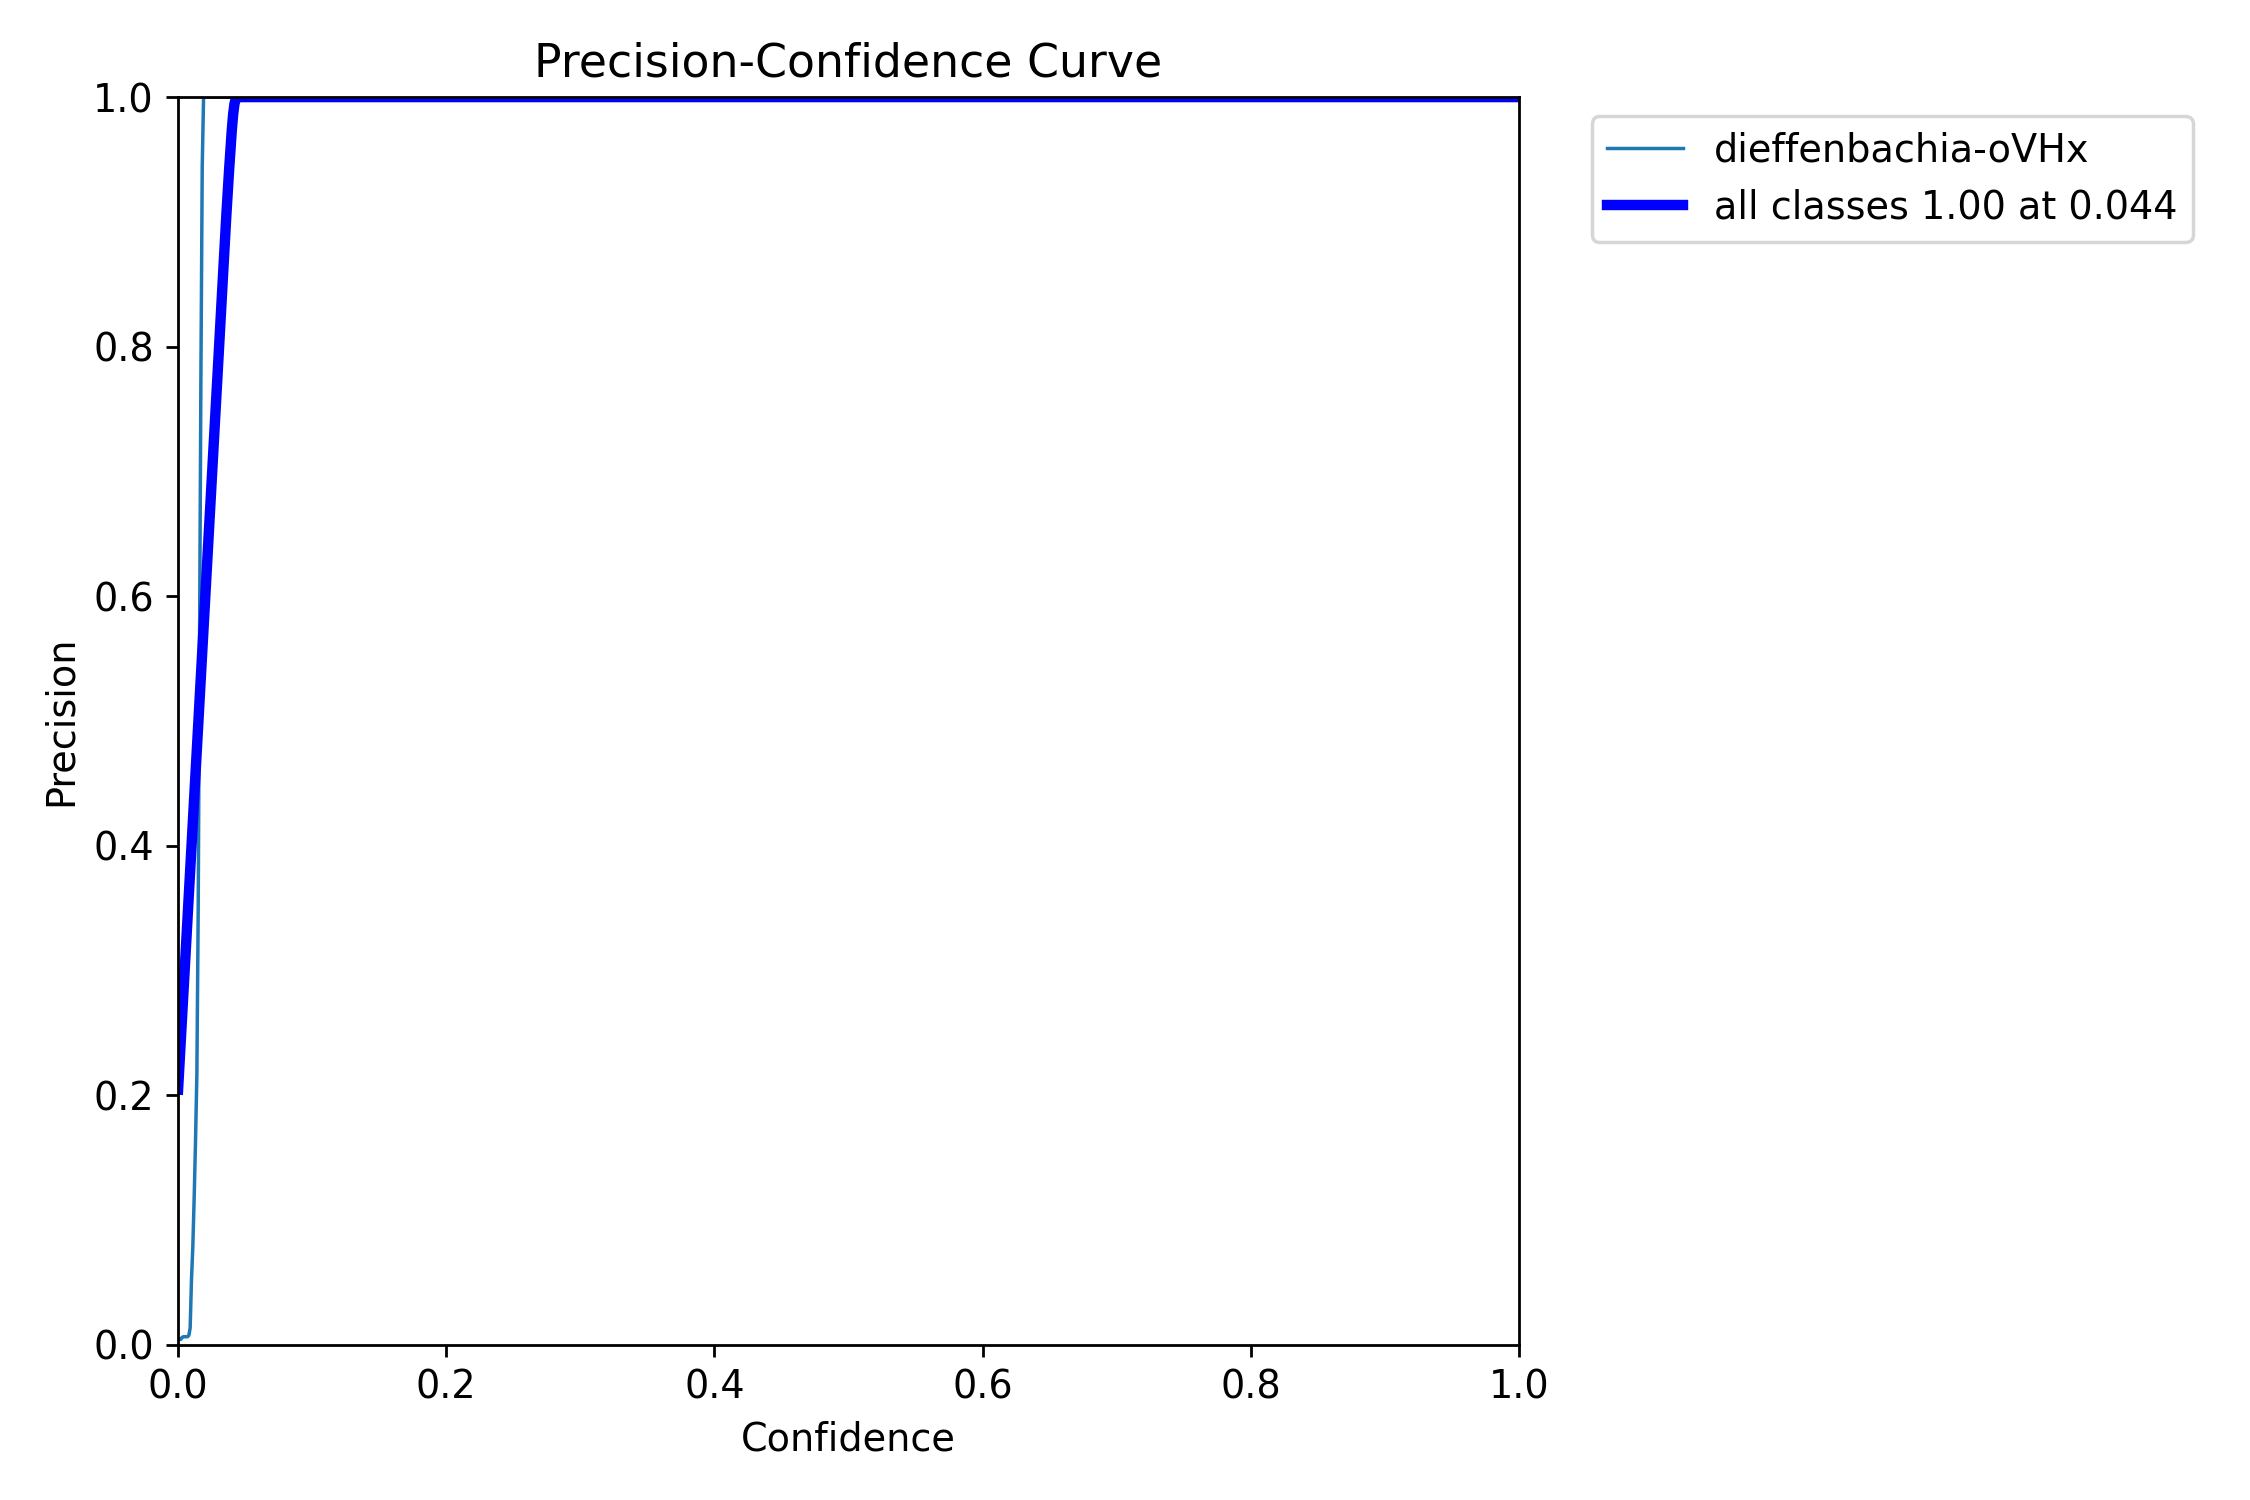 Precision-Confidence Curve
dieffenbachia-oVHx
all classes 1.00 at 0.044
1.0
0.8
0.6
0.4
0.2
0.0
Precision
0.0 0.2 0.4 0.6 0.8 1.0
Confidence